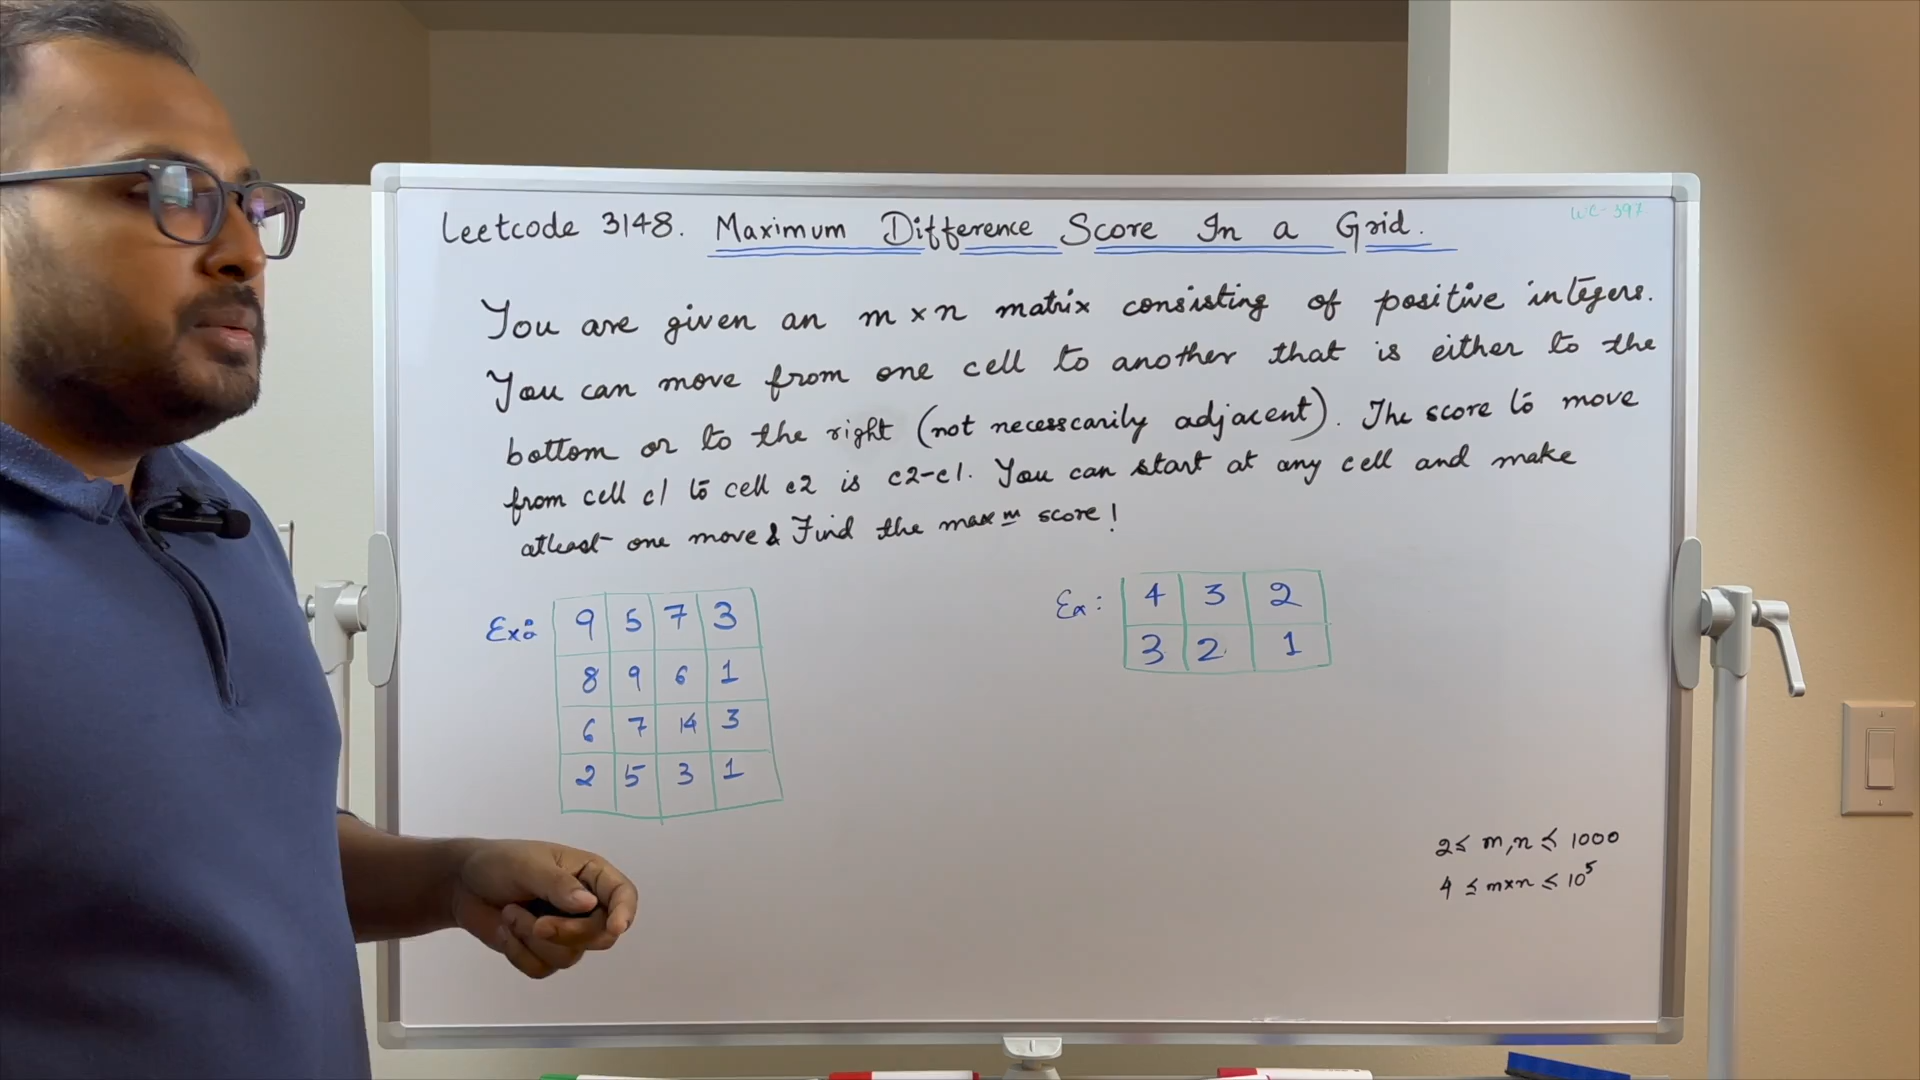 Leetcode 3148. Maximum Difference Score In a Grid.
WC-397
You are given an m×n matrix consisting of positive integers.
You can move from one cell to another that is either to the
bottom or to the right (not necesscarily adjacent). The score to move
from cell c1 to cell c2 is c2-c1. You can start at any cell and make
atleast one move & Find the maxm score!
Ex:
9 5 7 3
8 9 6 1
6 7 14 3
2 5 3 1
Ex:
4 3 2
3 2 1
2 ≤ m,n ≤ 1000
4 ≤ m×n ≤ 10⁵